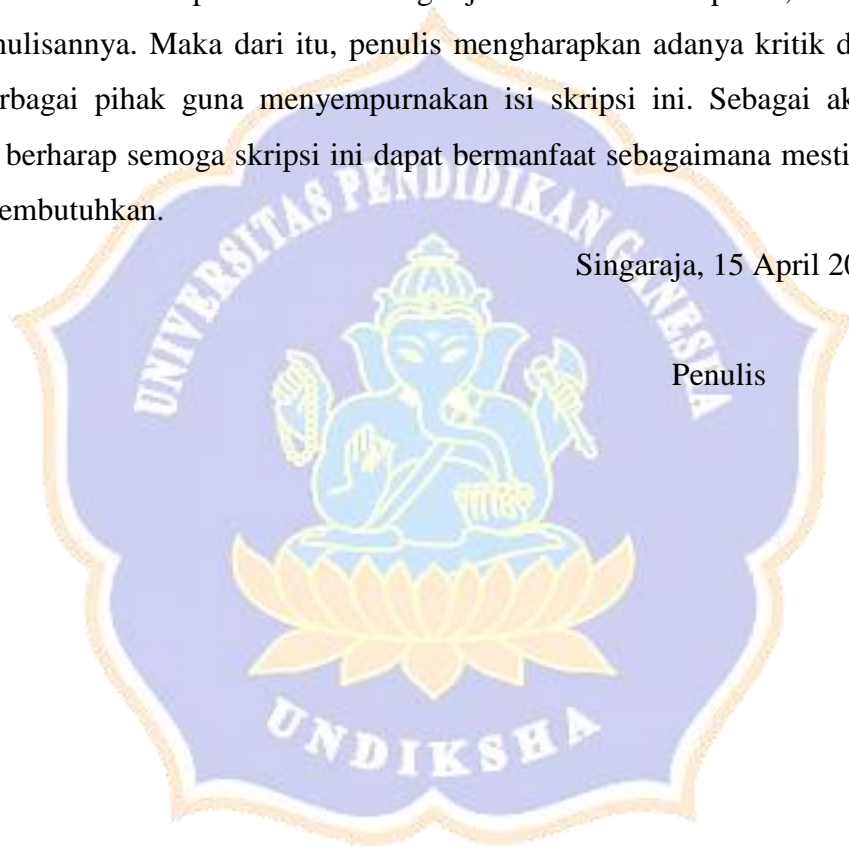 nulisannya. Maka dari itu, penulis mengharapkan adanya kritik d
rbagai pihak guna menyempurnakan isi skripsi ini. Sebagai ak
berharap semoga skripsi ini dapat bermanfaat sebagaimana mesti
embutuhkan.
Singaraja, 15 April 20
Penulis
UNIVERSITAS PENDIDIKAN GANESHA
UNDIKSHA